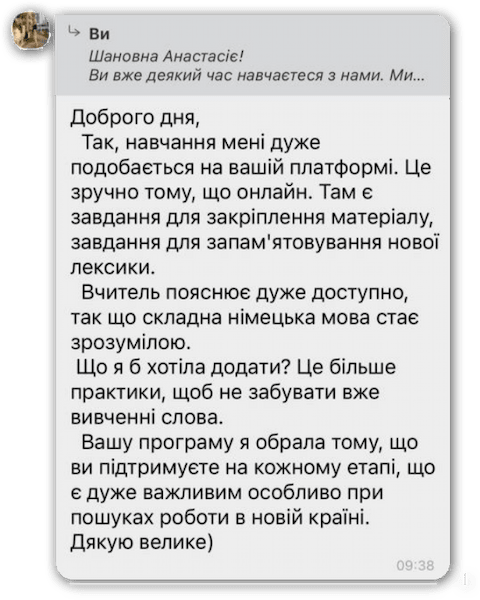 Ви
Шановна Анастасіє!
Ви вже деякий час навчаєтеся з нами. Ми...
Доброго дня,
Так, навчання мені дуже
подобається на вашій платформі. Це
зручно тому, що онлайн. Там є
завдання для закріплення матеріалу,
завдання для запам'ятовування нової
лексики.
Вчитель пояснює дуже доступно,
так що складна німецька мова стає
зрозумілою.
Що я б хотіла додати? Це більше
практики, щоб не забувати вже
вивченні слова.
Вашу програму я обрала тому, що
ви підтримуєте на кожному етапі, що
є дуже важливим особливо при
пошуках роботи в новій країні.
Дякую велике)
09:38